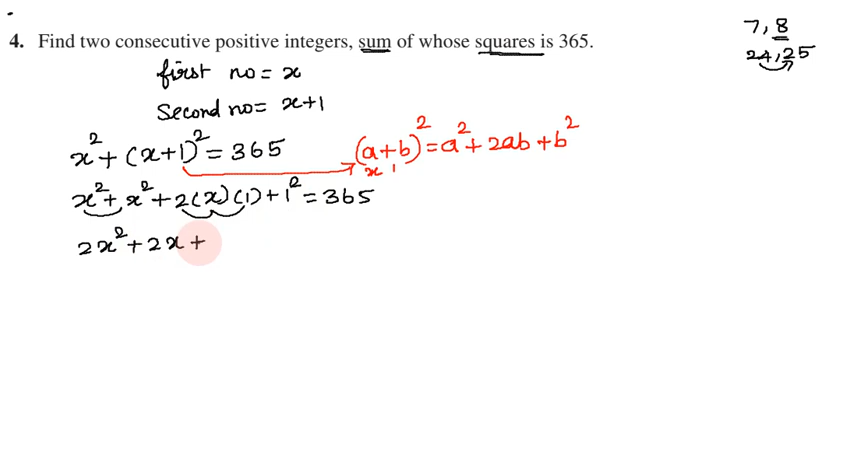 4. Find two consecutive positive integers, sum of whose squares is 365.
7, 8
24, 25
first no = x
Second no = x+1
x² + (x+1)² = 365
(a+b)² = a² + 2ab + b²
x 1
x² + x² + 2(x)(1) + 1² = 365
2x² + 2x +